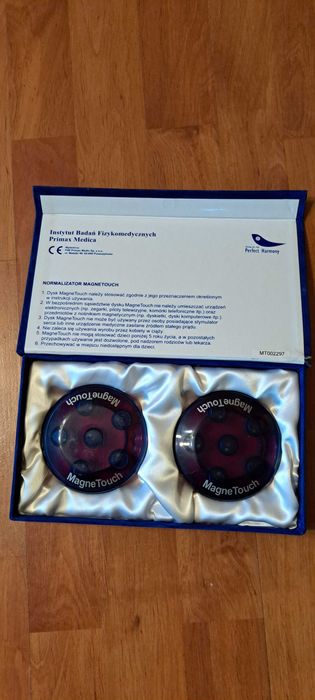 Instytut Badań Fizykomedycznych
Primax Medica
CE
Perfect Harmony
NORMALIZATOR MAGNETOUCH
1. Dysk MagneTouch należy stosować zgodnie z jego przeznaczeniem określonym
w instrukcji używania.
2. W bezpośrednim sąsiedztwie dysku MagneTouch nie należy umieszczać urządzeń
elektronicznych (np. zegarki, piloty telewizyjne, komórki telefoniczne itp.) oraz
przedmiotów z nośnikiem magnetycznym (np. dyskietki, dyski komputerowe itp.)
3. Dysk MagneTouch nie może być używany przez osoby posiadające stymulator
serca lub inne urządzenie medyczne zasilane źródłem stałego prądu.
4. Nie zaleca się używania wyrobu przez kobiety w ciąży
5. MagneTouch nie należy stosować dzieci poniżej 5 roku życia, a w pozostałych
przypadkach używanie jest dozwolone, pod nadzorem rodziców lub lekarza.
6. Przechowywać w miejscu niedostępnym dla dzieci.
MT002297
MagneTouch
MagneTouch
MagneTouch
MagneTouch